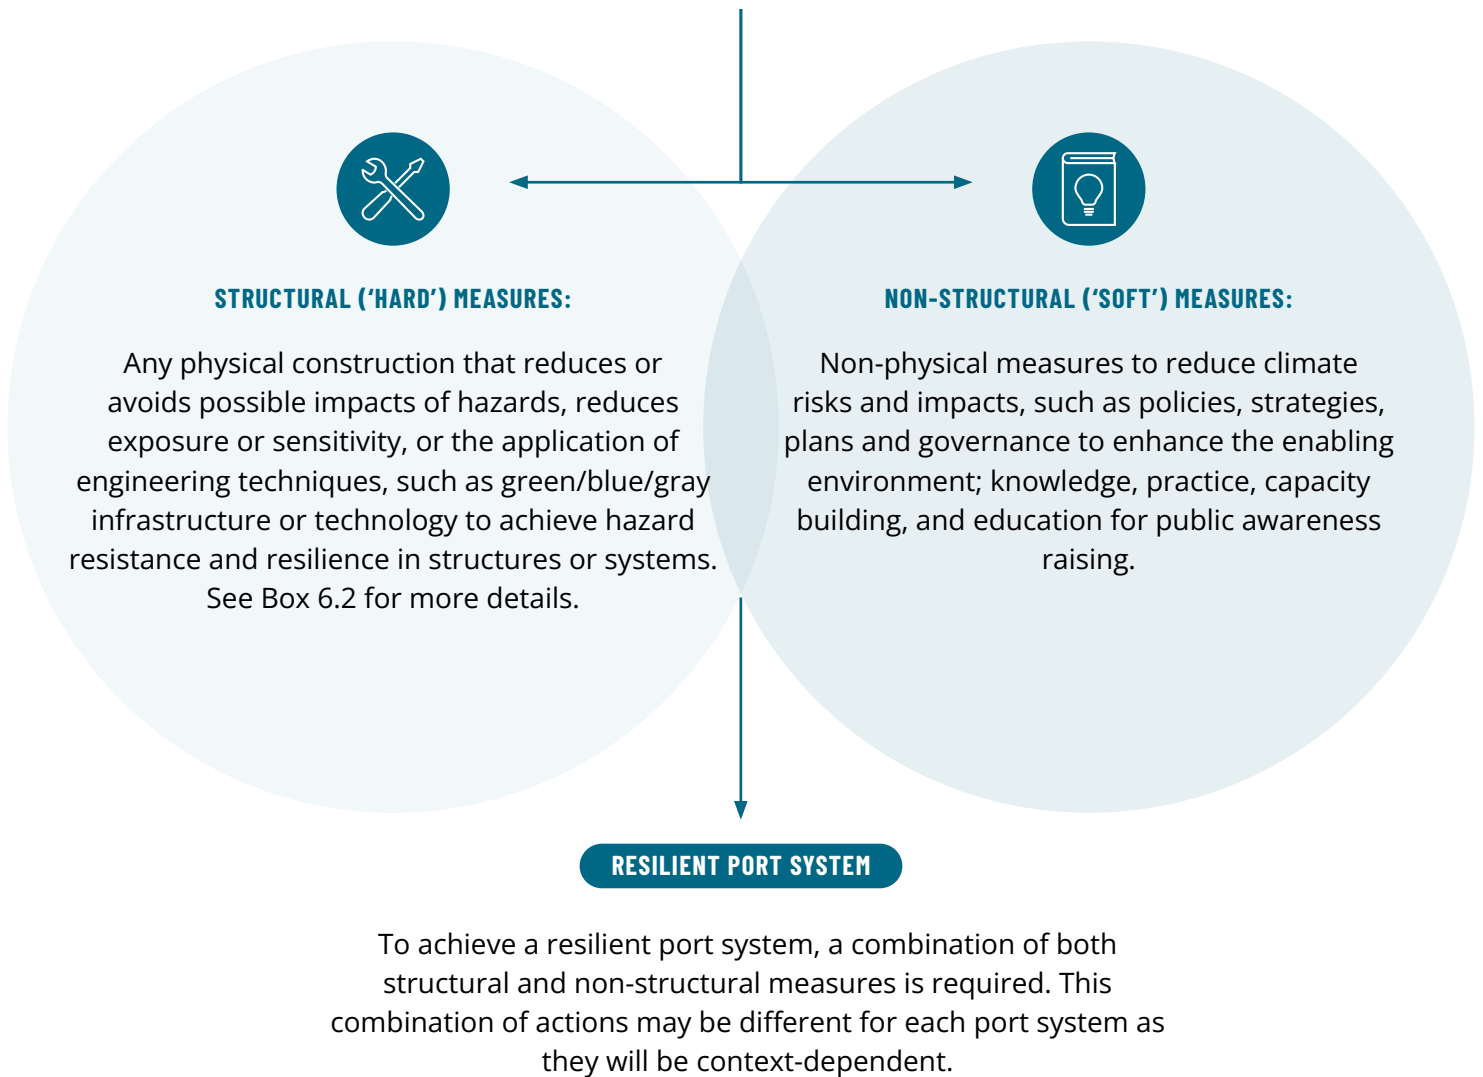 STRUCTURAL (‘HARD’) MEASURES:
Any physical construction that reduces or
avoids possible impacts of hazards, reduces
exposure or sensitivity, or the application of
engineering techniques, such as green/blue/gray
infrastructure or technology to achieve hazard
resistance and resilience in structures or systems.
See Box 6.2 for more details.
NON-STRUCTURAL (‘SOFT’) MEASURES:
Non-physical measures to reduce climate
risks and impacts, such as policies, strategies,
plans and governance to enhance the enabling
environment; knowledge, practice, capacity
building, and education for public awareness
raising.
RESILIENT PORT SYSTEM
To achieve a resilient port system, a combination of both
structural and non-structural measures is required. This
combination of actions may be different for each port system as
they will be context-dependent.